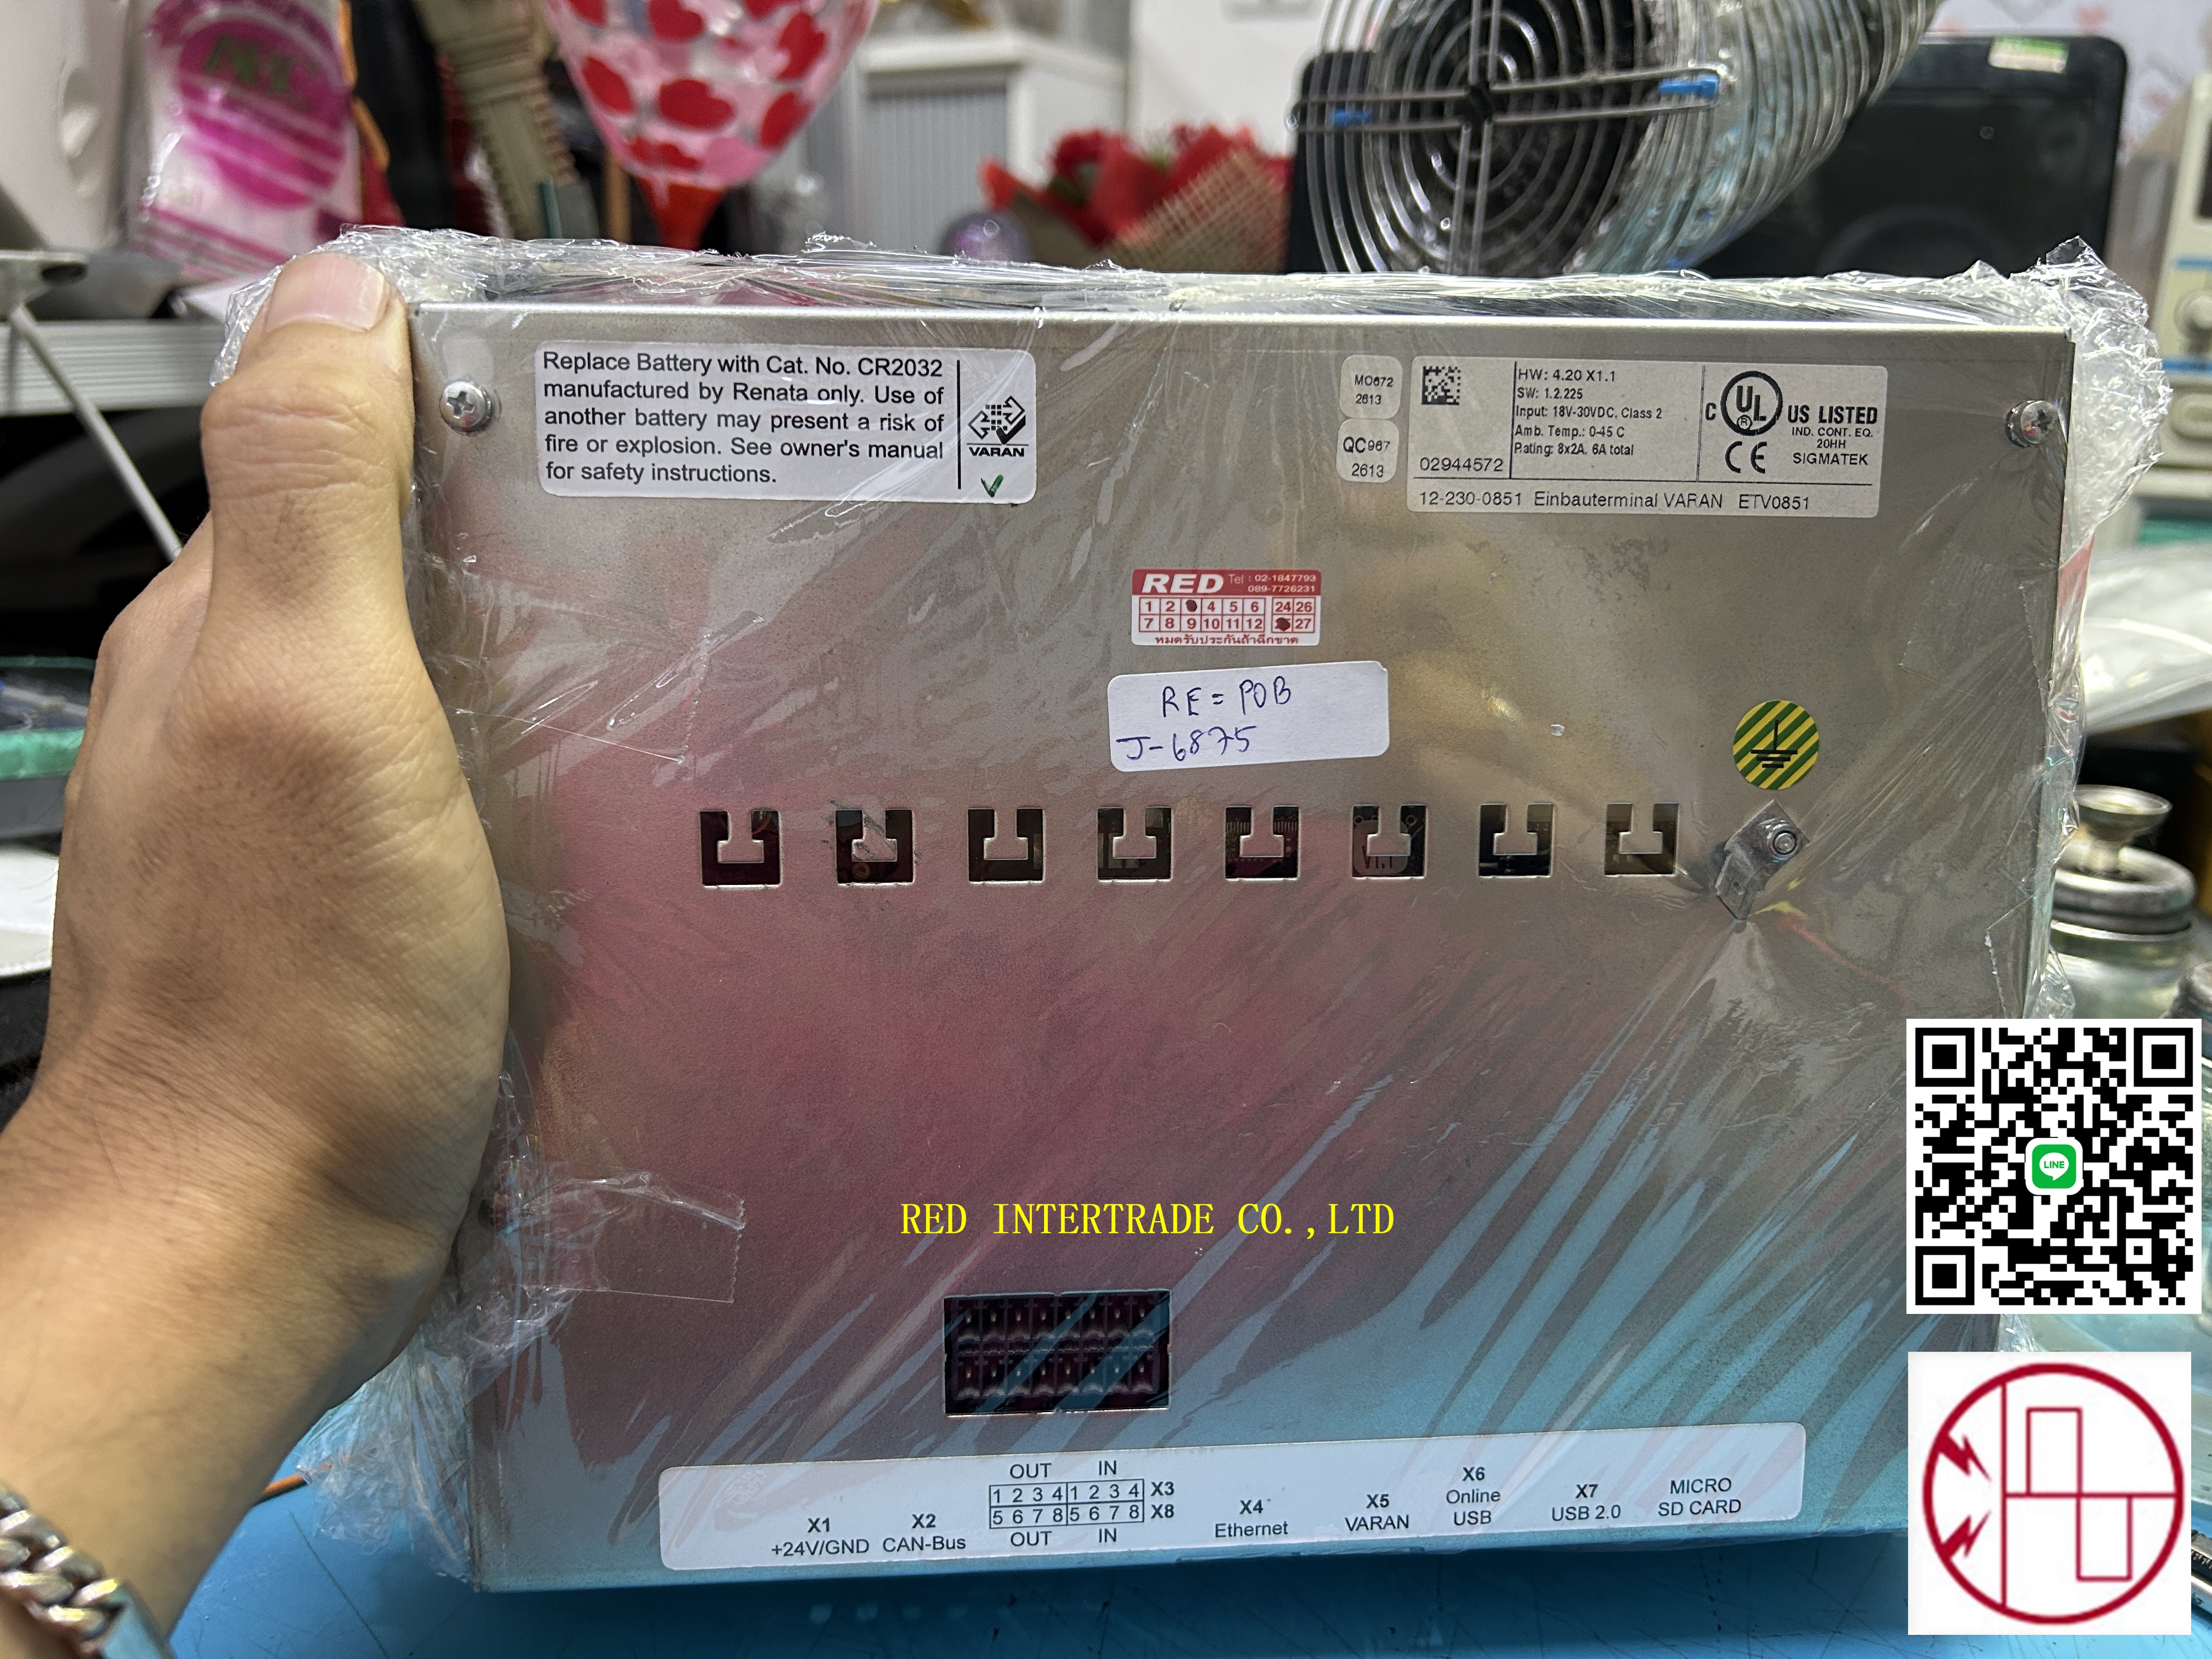 Replace Battery with Cat. No. CR2032
manufactured by Renata only. Use of
another battery may present a risk of
fire or explosion. See owner's manual
for safety instructions.
VARAN
MO672
2613
QC967
2613
HW: 4.20 X1.1
SW: 1.2.225
Input: 18V-30VDC, Class 2
Amb. Temp.: 0-45 C
Rating: 8x2A, 6A total
02944572
C UL ® US LISTED
IND. CONT. EQ.
20HH
CE SIGMATEK
12-230-0851 Einbauterminal VARAN ETV0851
RED Tel : 02-1847793
089-7726231
1 2 4 5 6 24 26
7 8 9 10 11 12 27
หมดรับประกันถ้าฉีกขาด
RE = POB
J-6875
V1.1
LINE
RED INTERTRADE CO.,LTD
OUT IN
1 2 3 4 1 2 3 4 X3
5 6 7 8 5 6 7 8 X8
OUT IN
X1
+24V/GND
X2
CAN-Bus
X4
Ethernet
X5
VARAN
X6
Online
USB
X7
USB 2.0
MICRO
SD CARD